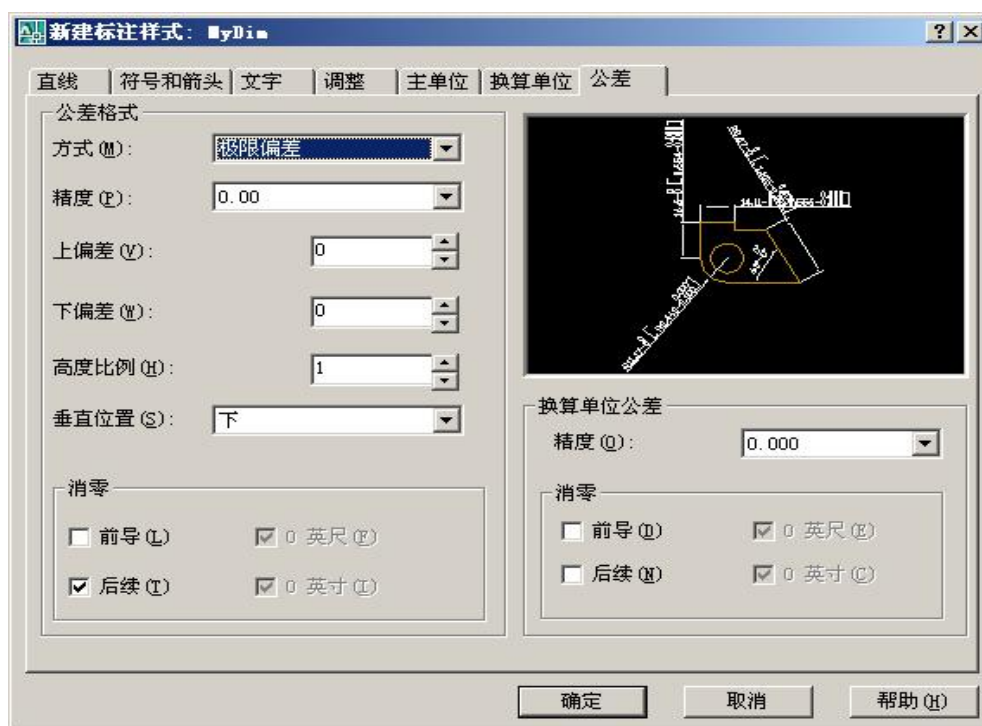 新建标注样式: MyDim
直线 符号和箭头 文字 调整 主单位 换算单位 公差
公差格式
方式(M): 极限偏差
精度(P): 0.00
上偏差(V): 0
下偏差(W): 0
高度比例(H): 1
垂直位置(S): 下
消零
前导(L) 0 英尺(F)
后续(T) 0 英寸(I)
换算单位公差
精度(O): 0.000
消零
前导(D) 0 英尺(E)
后续(N) 0 英寸(C)
确定 取消 帮助(H)